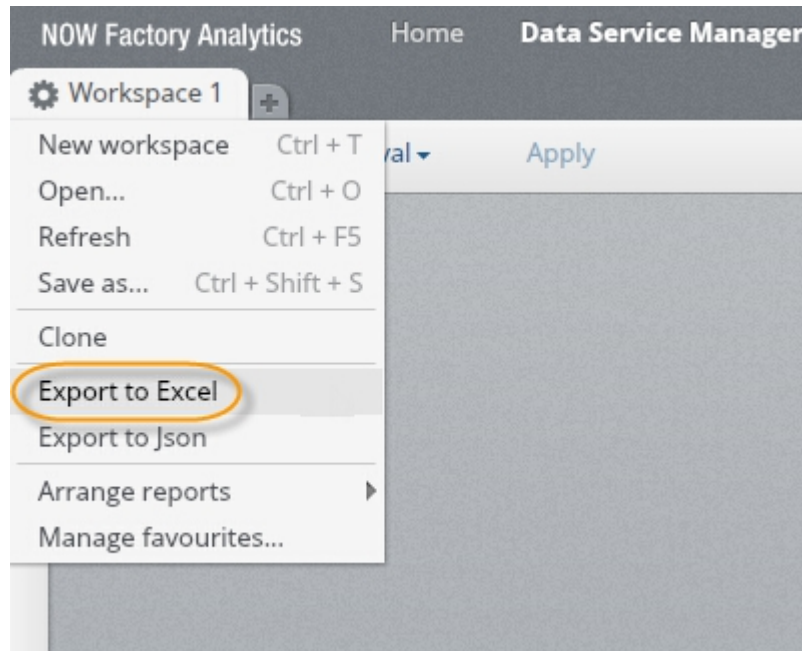 NOW Factory Analytics Home Data Service Manager
Workspace 1 +
New workspace Ctrl + T
val Apply
Open... Ctrl + O
Refresh Ctrl + F5
Save as... Ctrl + Shift + S
Clone
Export to Excel
Export to Json
Arrange reports
Manage favourites...